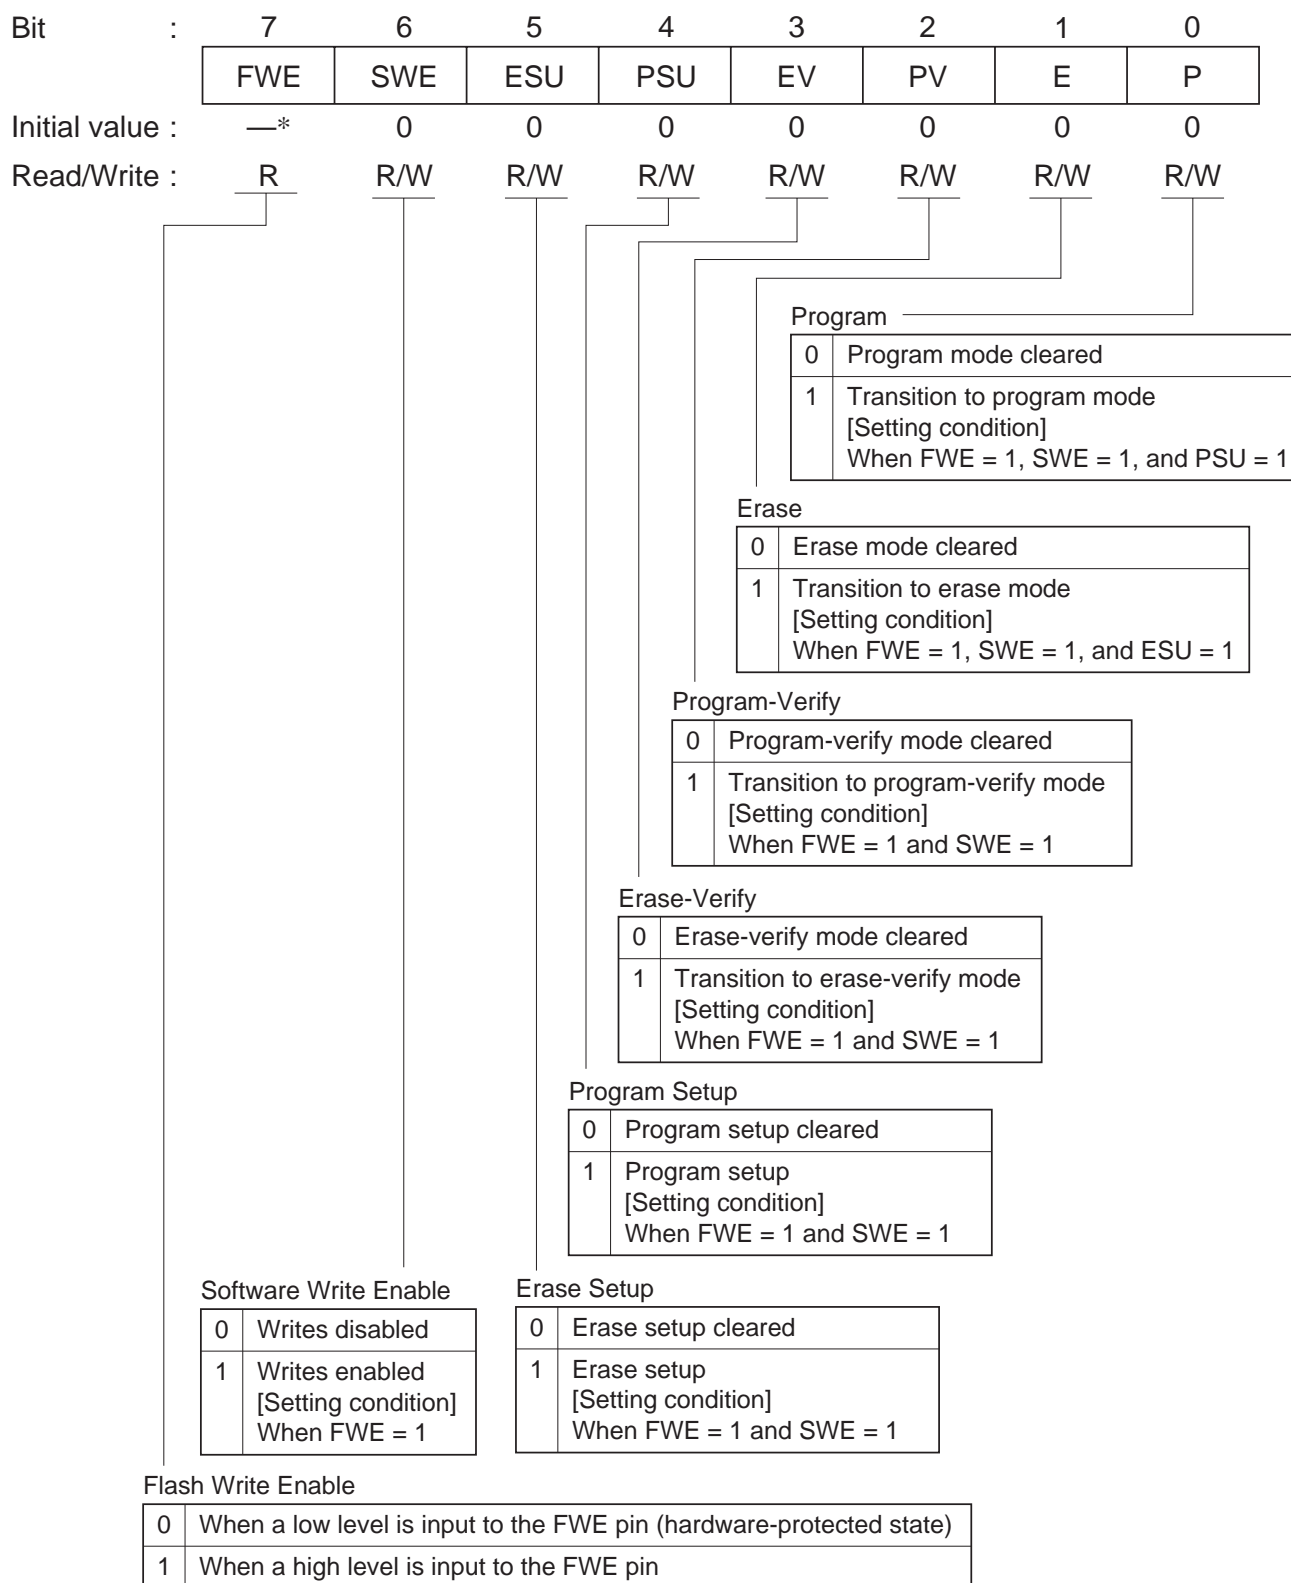 Bit : 7 6 5 4 3 2 1 0
FWE SWE ESU PSU EV PV E P
Initial value : —* 0 0 0 0 0 0 0
Read/Write : R R/W R/W R/W R/W R/W R/W R/W
Program
0 Program mode cleared
1 Transition to program mode
[Setting condition]
When FWE = 1, SWE = 1, and PSU = 1
Erase
0 Erase mode cleared
1 Transition to erase mode
[Setting condition]
When FWE = 1, SWE = 1, and ESU = 1
Program-Verify
0 Program-verify mode cleared
1 Transition to program-verify mode
[Setting condition]
When FWE = 1 and SWE = 1
Erase-Verify
0 Erase-verify mode cleared
1 Transition to erase-verify mode
[Setting condition]
When FWE = 1 and SWE = 1
Program Setup
0 Program setup cleared
1 Program setup
[Setting condition]
When FWE = 1 and SWE = 1
Software Write Enable
0 Writes disabled
1 Writes enabled
[Setting condition]
When FWE = 1
Erase Setup
0 Erase setup cleared
1 Erase setup
[Setting condition]
When FWE = 1 and SWE = 1
Flash Write Enable
0 When a low level is input to the FWE pin (hardware-protected state)
1 When a high level is input to the FWE pin